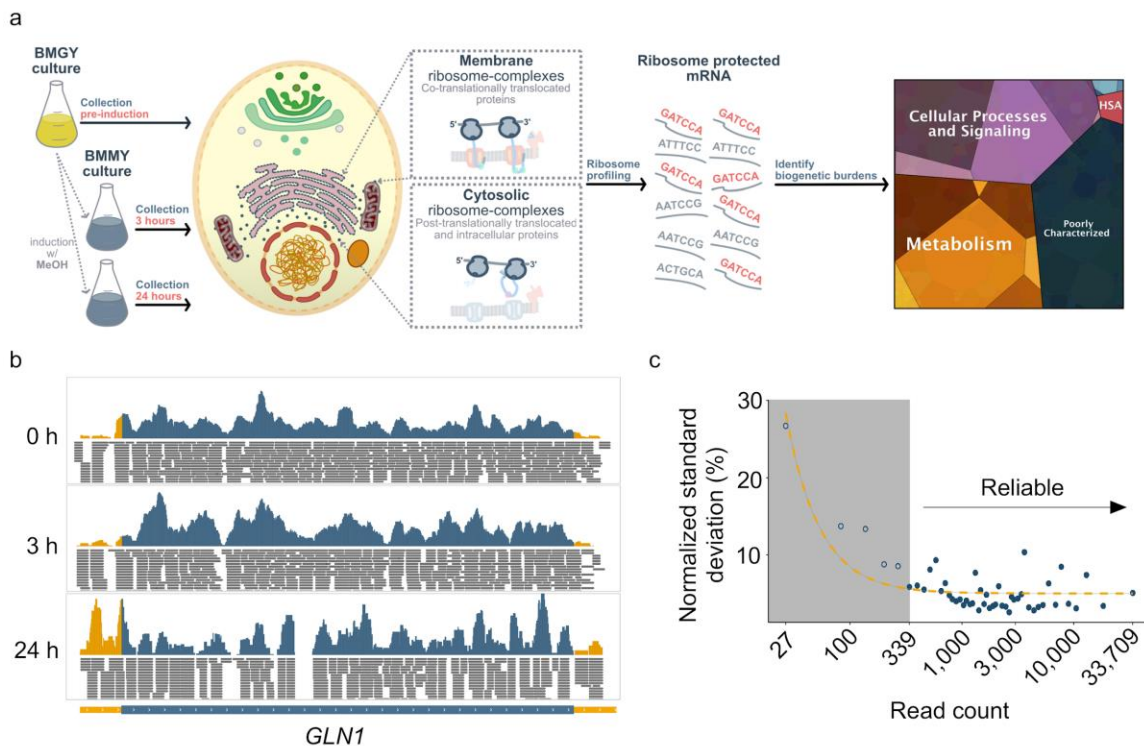 a
BMGY
culture
Collection
pre-induction
BMMY
culture
Collection
3 hours
induction
w/
MeOH
Collection
24 hours
Membrane
ribosome-complexes
Co-translationally translocated
proteins
5'
3'
Cytosolic
ribosome-complexes
Post-translationally translocated
and intracellular proteins
5'
3'
Ribosome
profiling
Ribosome protected
mRNA
GATCCA
GATCCA
ATTTCC
ATTTCC
GATCCA
GATCCA
AATCCG
GATCCA
AATCCG
AATCCG
ACTGCA
GATCCA
Identify
biogenetic burdens
Cellular Processes
and Signaling
HSA
Metabolism
Poorly
Characterized
b
0 h
3 h
24 h
GLN1
c
Normalized standard
deviation (%)
30
20
10
Reliable
27
100
339
1,000
3,000
10,000
33,709
Read count